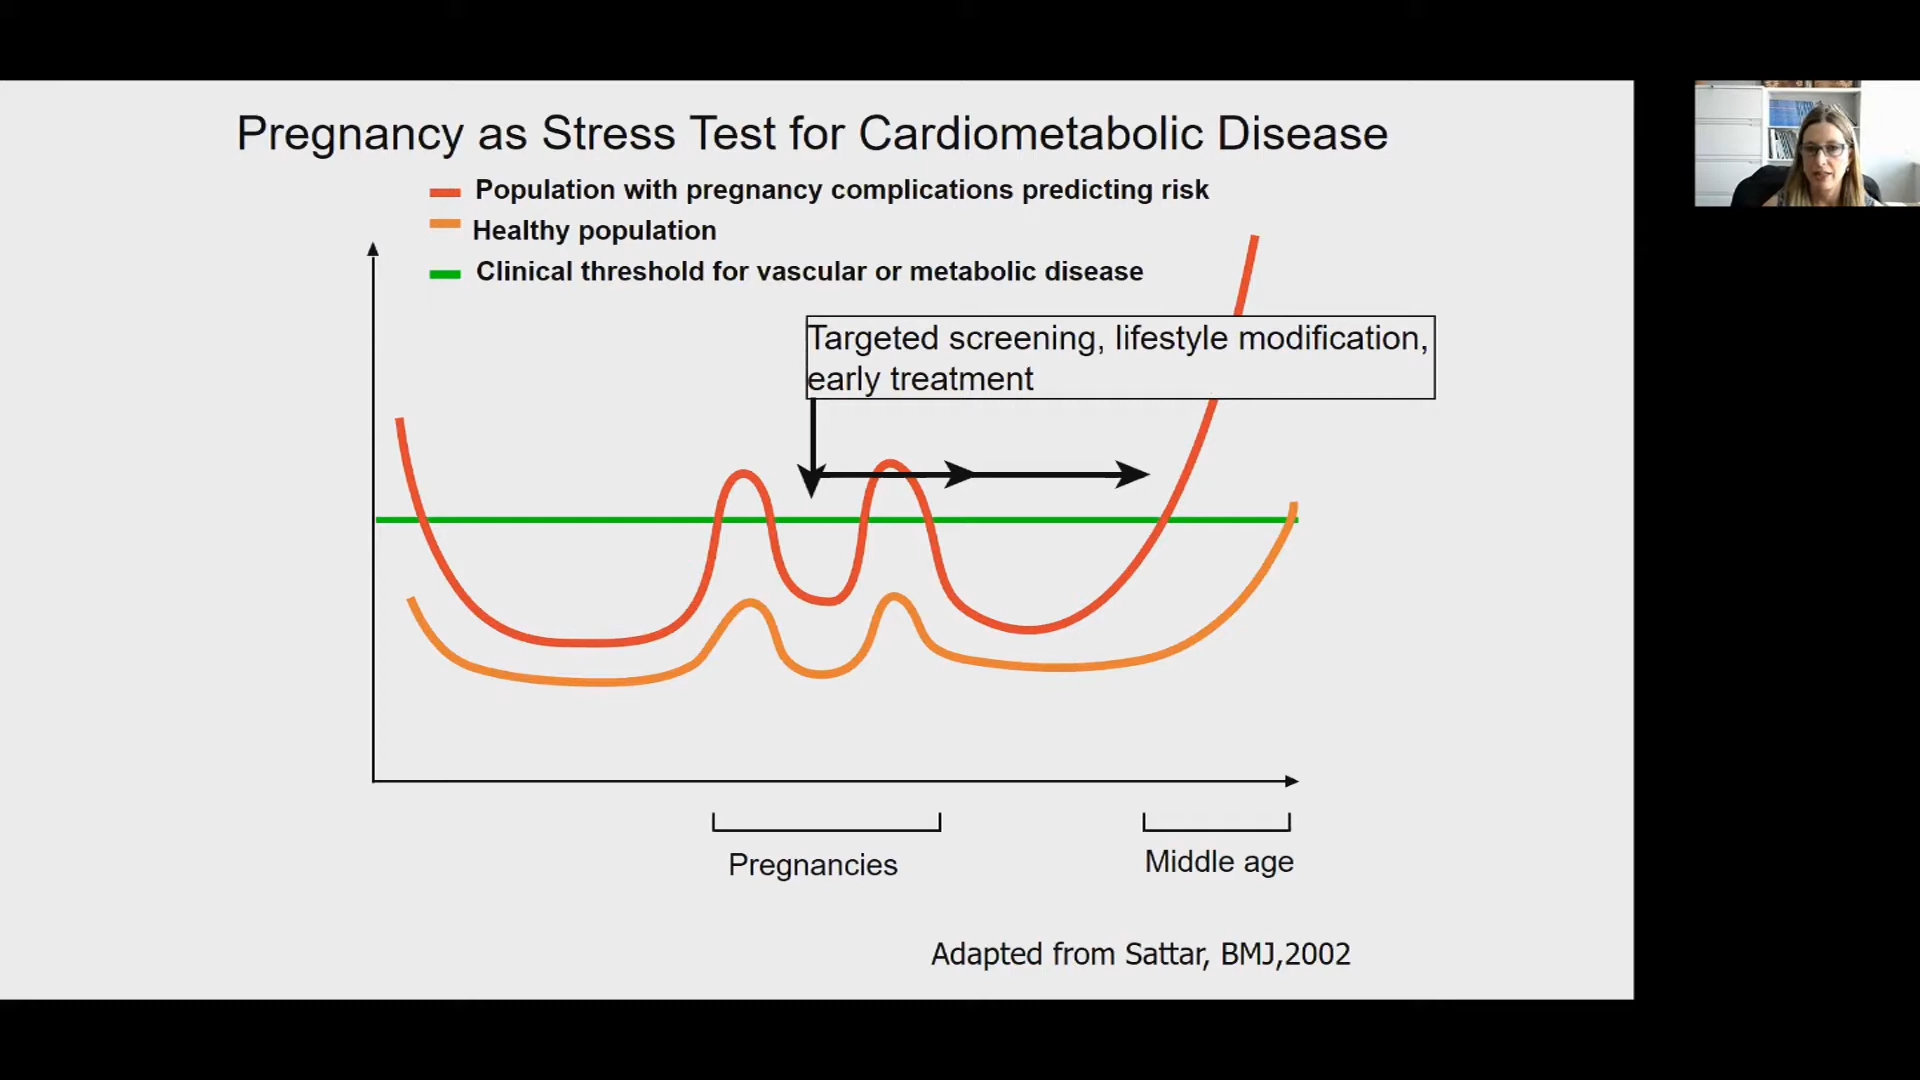 Pregnancy as Stress Test for Cardiometabolic Disease
Population with pregnancy complications predicting risk
Healthy population
Clinical threshold for vascular or metabolic disease
Targeted screening, lifestyle modification,
early treatment
Pregnancies
Middle age
Adapted from Sattar, BMJ,2002